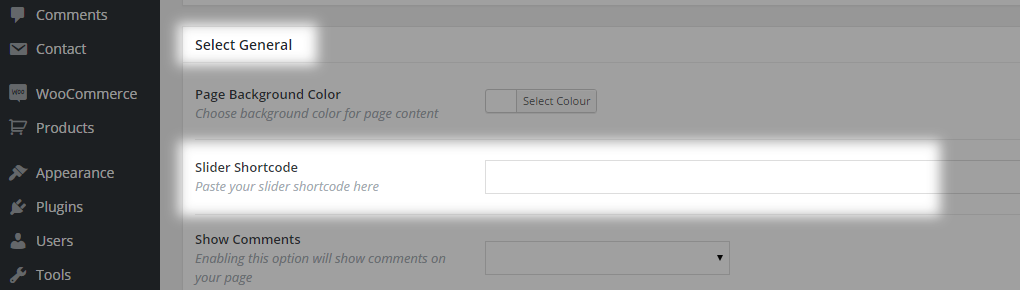 Comments
Contact
WooCommerce
Products
Appearance
Plugins
Users
Tools
Select General
Page Background Color
Choose background color for page content
Select Colour
Slider Shortcode
Paste your slider shortcode here
Show Comments
Enabling this option will show comments on
your page